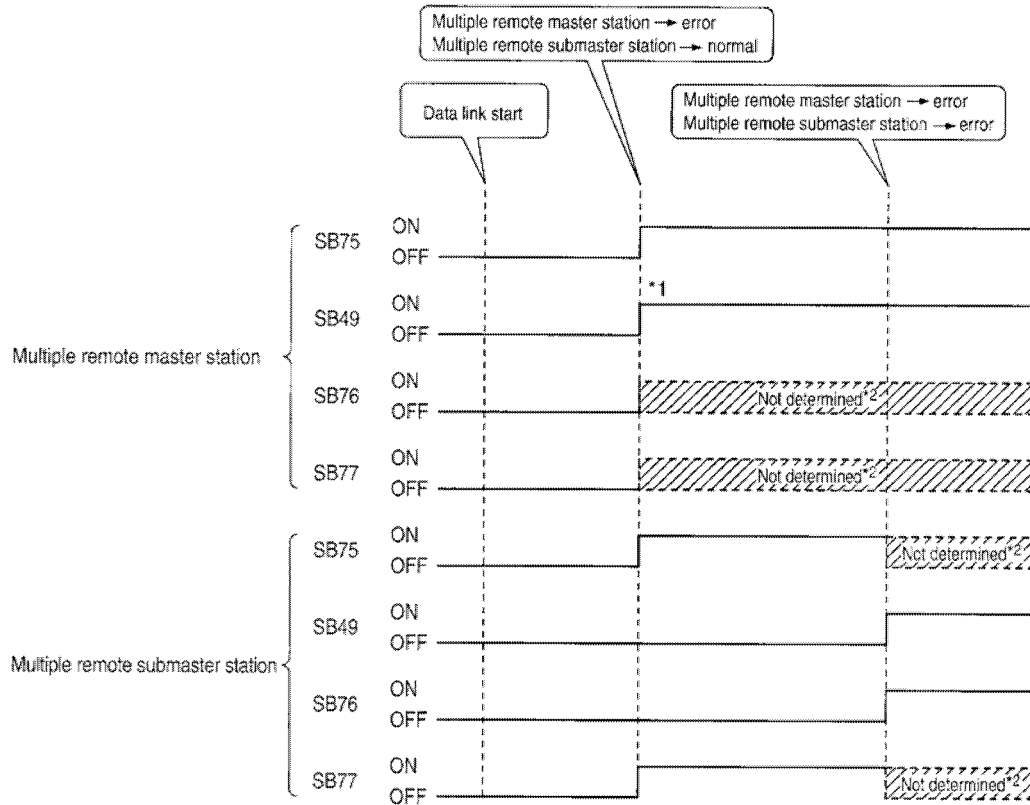 Multiple remote master station → error
Multiple remote submaster station → normal
Data link start
Multiple remote master station → error
Multiple remote submaster station → error
Multiple remote master station
SB75 ON
OFF
SB49 ON
OFF
*1
SB76 ON
OFF
Not determined*2
SB77 ON
OFF
Not determined*2
Multiple remote submaster station
SB75 ON
OFF
Not determined*2
SB49 ON
OFF
SB76 ON
OFF
SB77 ON
OFF
Not determined*2